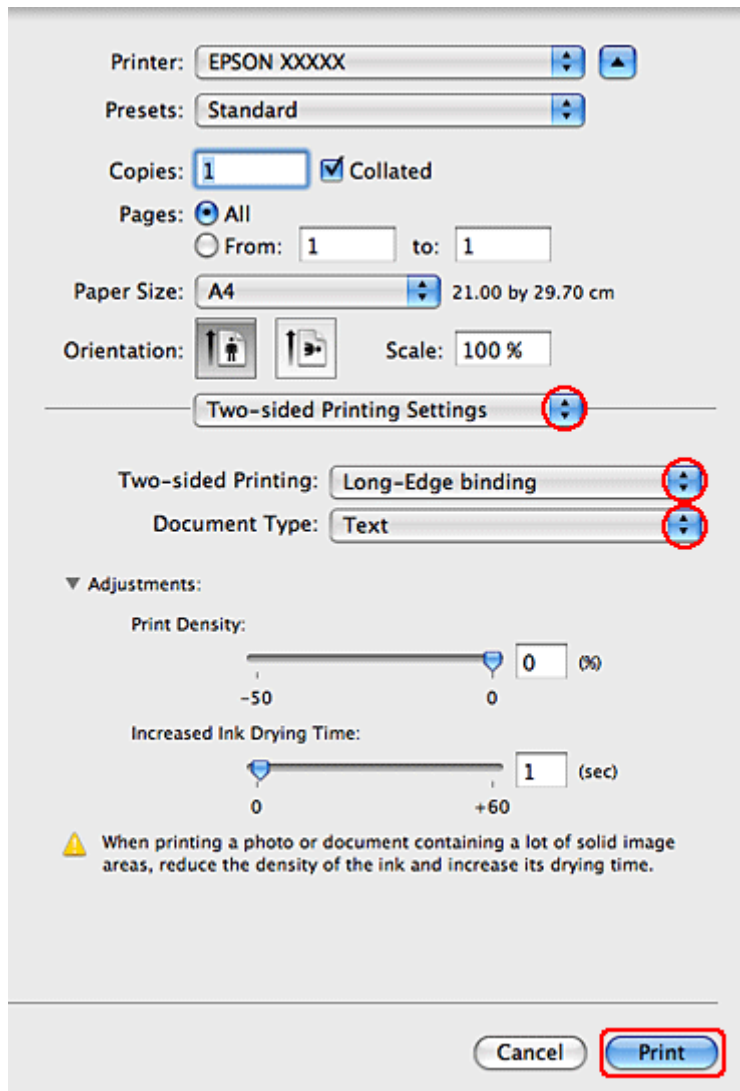 Printer: EPSON XXXXX
Presets: Standard
Copies: 1 Collated
Pages: All
From: 1 to: 1
Paper Size: A4 21.00 by 29.70 cm
Orientation: Scale: 100 %
Two-sided Printing Settings
Two-sided Printing: Long-Edge binding
Document Type: Text
Adjustments:
Print Density:
0 (%)
-50 0
Increased Ink Drying Time:
1 (sec)
0 +60
When printing a photo or document containing a lot of solid image
areas, reduce the density of the ink and increase its drying time.
Cancel Print